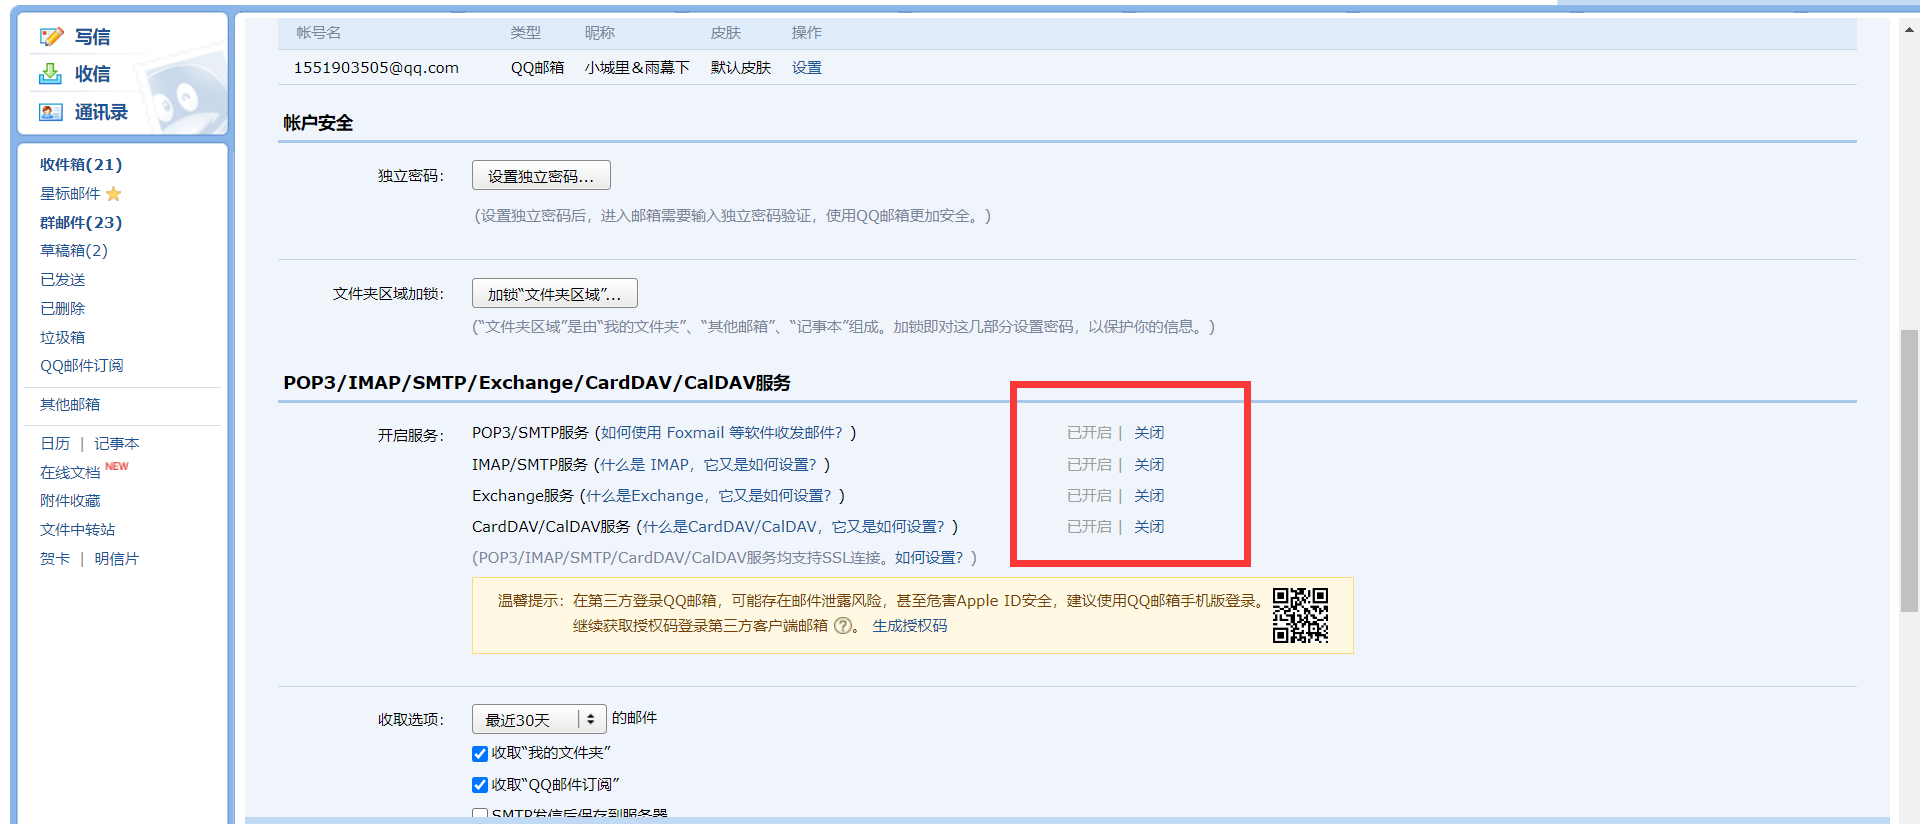 写信
收信
通讯录
收件箱(21)
星标邮件
群邮件(23)
草稿箱(2)
已发送
已删除
垃圾箱
QQ邮件订阅
其他邮箱
日历 | 记事本
在线文档 NEW
附件收藏
文件中转站
贺卡 | 明信片
帐号名 类型 昵称 皮肤 操作
1551903505@qq.com QQ邮箱 小城里&雨幕下 默认皮肤 设置
帐户安全
独立密码： 设置独立密码...
(设置独立密码后，进入邮箱需要输入独立密码验证，使用QQ邮箱更加安全。)
文件夹区域加锁： 加锁“文件夹区域”...
(“文件夹区域”是由“我的文件夹”、“其他邮箱”、“记事本”组成。加锁即对这几部分设置密码，以保护你的信息。)
POP3/IMAP/SMTP/Exchange/CardDAV/CalDAV服务
开启服务： POP3/SMTP服务 (如何使用 Foxmail 等软件收发邮件？) 已开启 | 关闭
IMAP/SMTP服务 (什么是 IMAP，它又是如何设置？) 已开启 | 关闭
Exchange服务 (什么是Exchange，它又是如何设置？) 已开启 | 关闭
CardDAV/CalDAV服务 (什么是CardDAV/CalDAV，它又是如何设置？) 已开启 | 关闭
(POP3/IMAP/SMTP/CardDAV/CalDAV服务均支持SSL连接。如何设置？)
温馨提示：在第三方登录QQ邮箱，可能存在邮件泄露风险，甚至危害Apple ID安全，建议使用QQ邮箱手机版登录。
继续获取授权码登录第三方客户端邮箱 ? 。 生成授权码
收取选项： 最近30天 的邮件
收取“我的文件夹”
收取“QQ邮件订阅”
SMTP发信后保存到服务器